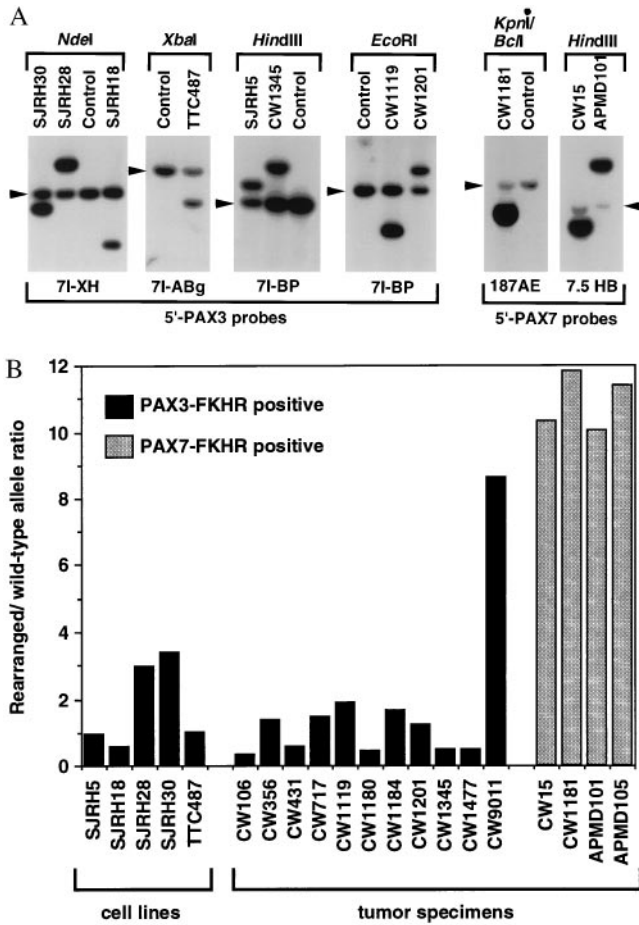 A
NdeI XbaI HindIII EcoRI KpnI/ BclI HindIII
SJRH30 SJRH28 Control SJRH18 Control TTC487 SJRH5 CW1345 Control Control CW1119 CW1201 CW1181 Control CW15 APMD101
7I-XH 7I-ABg 7I-BP 7I-BP 187AE 7.5 HB
5'-PAX3 probes 5'-PAX7 probes
B
PAX3-FKHR positive
PAX7-FKHR positive
Rearranged/ wild-type allele ratio
12
10
8
6
4
2
0
SJRH5 SJRH18 SJRH28 SJRH30 TTC487 CW106 CW356 CW431 CW717 CW1119 CW1180 CW1184 CW1201 CW1345 CW1477 CW9011 CW15 CW1181 APMD101 APMD105
cell lines tumor specimens